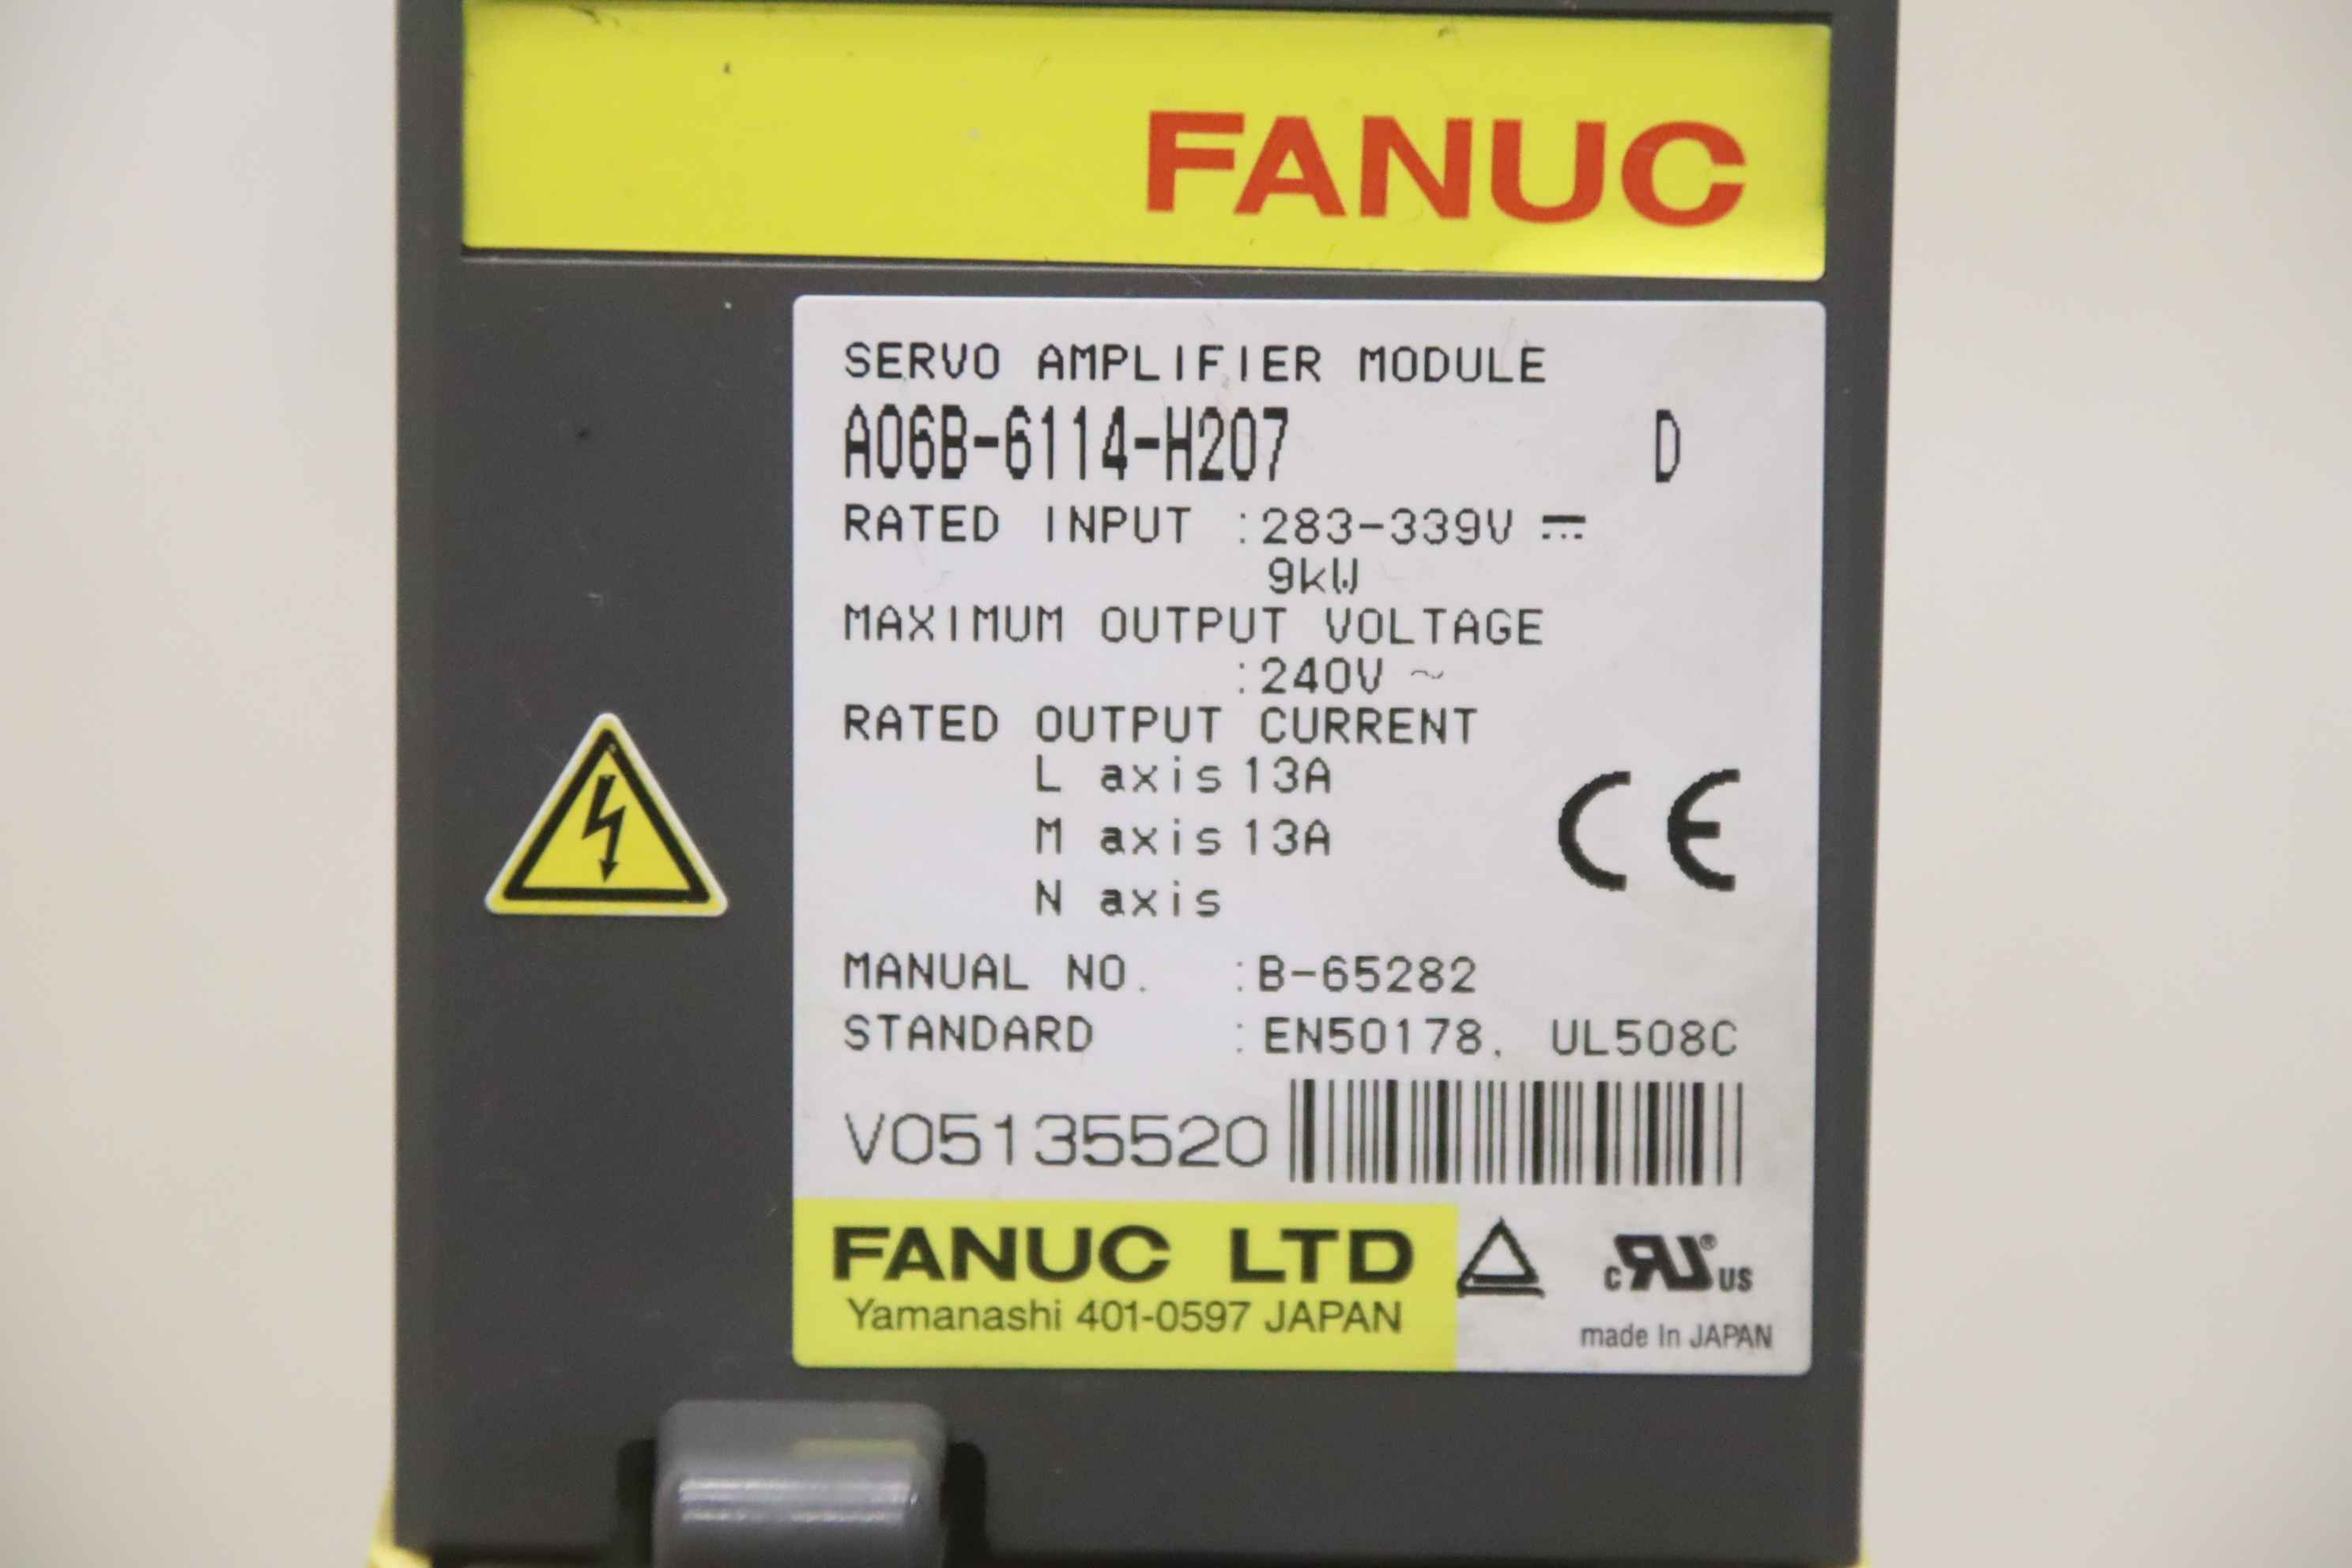 FANUC
SERVO AMPLIFIER MODULE
A06B-6114-H207 D
RATED INPUT :283-339V ⎓
9kW
MAXIMUM OUTPUT VOLTAGE
:240V ~
RATED OUTPUT CURRENT
L axis 13A
M axis 13A
N axis
CE
MANUAL NO. :B-65282
STANDARD :EN50178, UL508C
V05135520
FANUC LTD
Yamanashi 401-0597 JAPAN
c RU® US
made In JAPAN